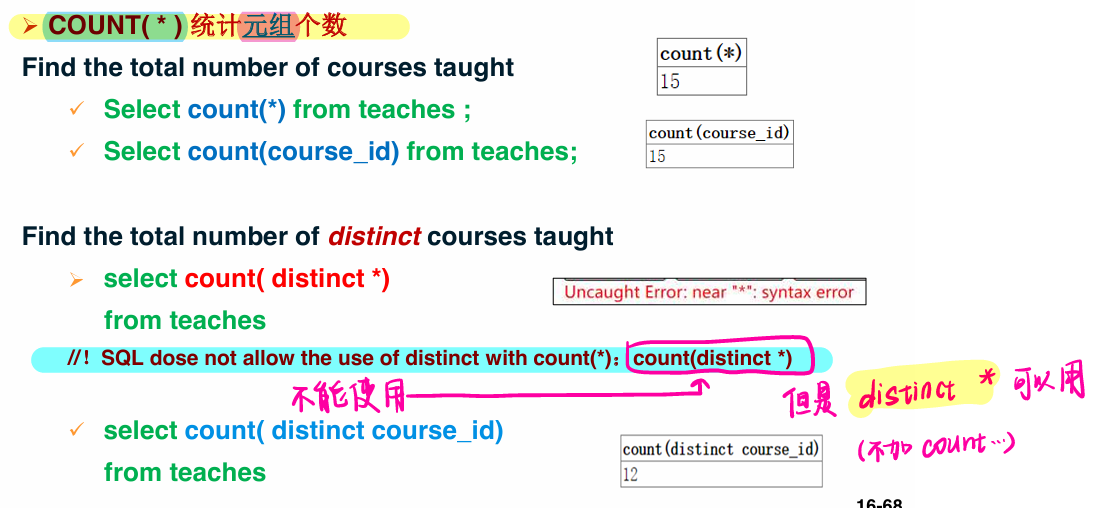 ➢ COUNT( * ) 统计元组个数
Find the total number of courses taught
count(*)
15
✓ Select count(*) from teaches ;
✓ Select count(course_id) from teaches;
count(course_id)
15
Find the total number of distinct courses taught
➢ select count( distinct *)
from teaches
Uncaught Error: near "*": syntax error
//! SQL dose not allow the use of distinct with count(*): count(distinct *)
不能使用
但是 distinct * 可以用
(不加 count…)
✓ select count( distinct course_id)
from teaches
count(distinct course_id)
12
16-68